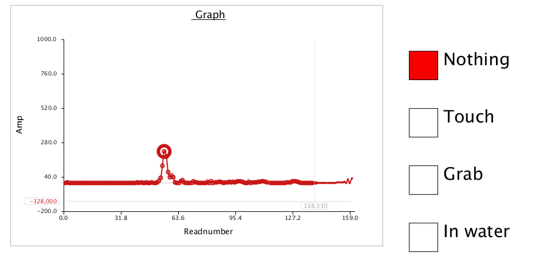 Graph
1000.0
760.0
520.0
280.0
40.0
−128,000
−200.0
Amp
0.0 31.8 63.6 95.4 127.2 159.0
138,130
Readnumber
Nothing
Touch
Grab
In water